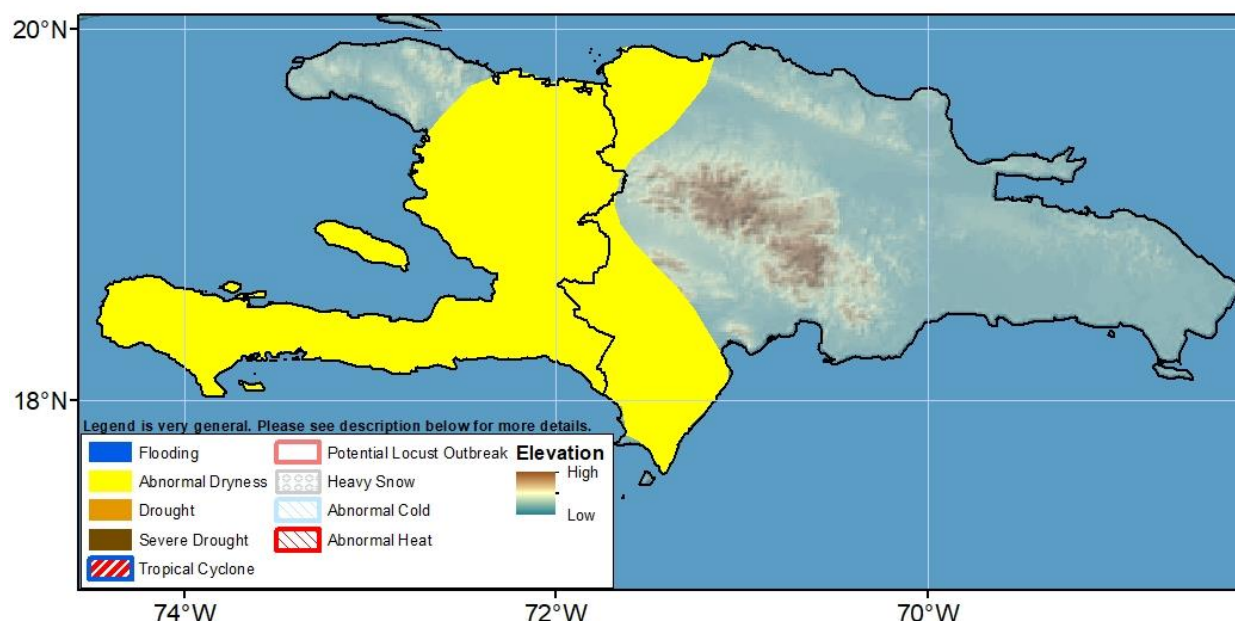 20°N
18°N
Legend is very general. Please see description below for more details.
Flooding
Abnormal Dryness
Drought
Severe Drought
Tropical Cyclone
Potential Locust Outbreak
Heavy Snow
Abnormal Cold
Abnormal Heat
Elevation
High
Low
74°W
72°W
70°W